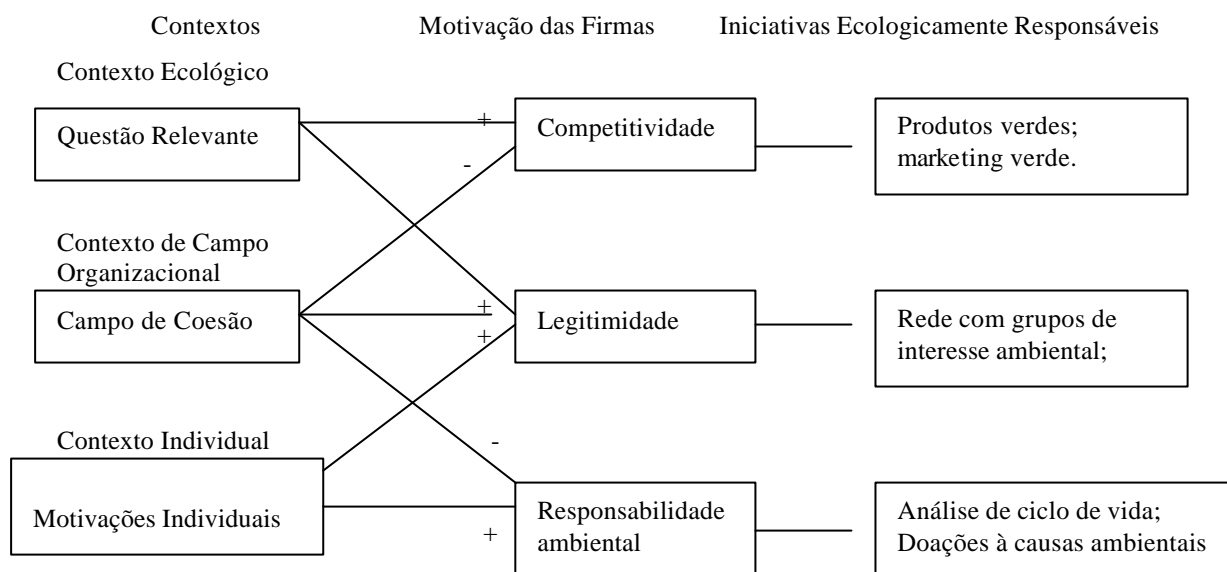 Contextos
Motivação das Firmas
Iniciativas Ecologicamente Responsáveis
Contexto Ecológico
Questão Relevante
+
-
Competitividade
Produtos verdes;
marketing verde.
Contexto de Campo
Organizacional
Campo de Coesão
+
+
Legitimidade
Rede com grupos de
interesse ambiental;
Contexto Individual
Motivações Individuais
-
+
Responsabilidade
ambiental
Análise de ciclo de vida;
Doações à causas ambientais